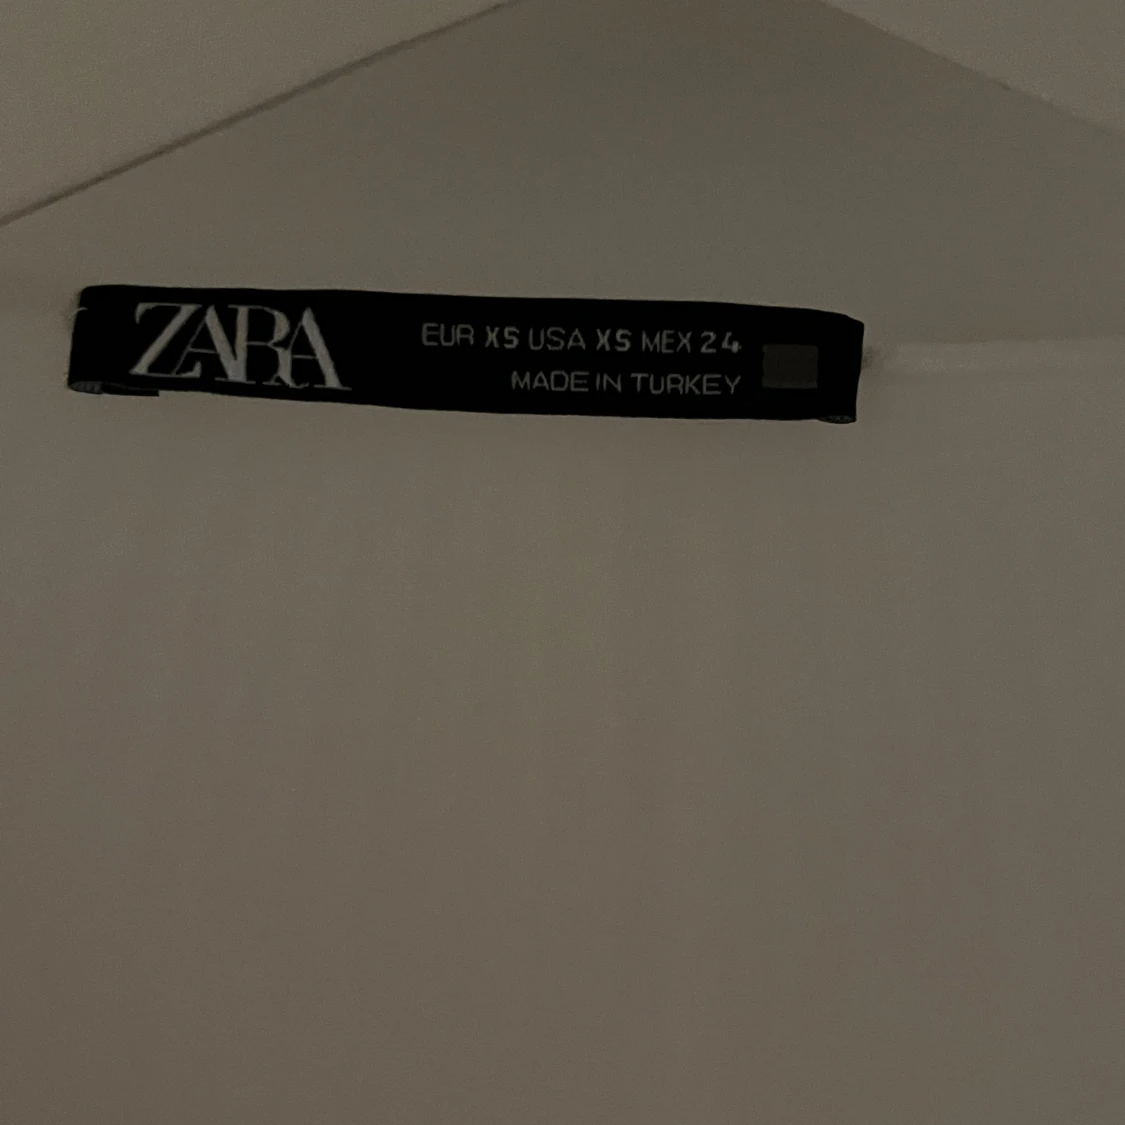 ZARA
EUR XS USA XS MEX 24
MADE IN TURKEY